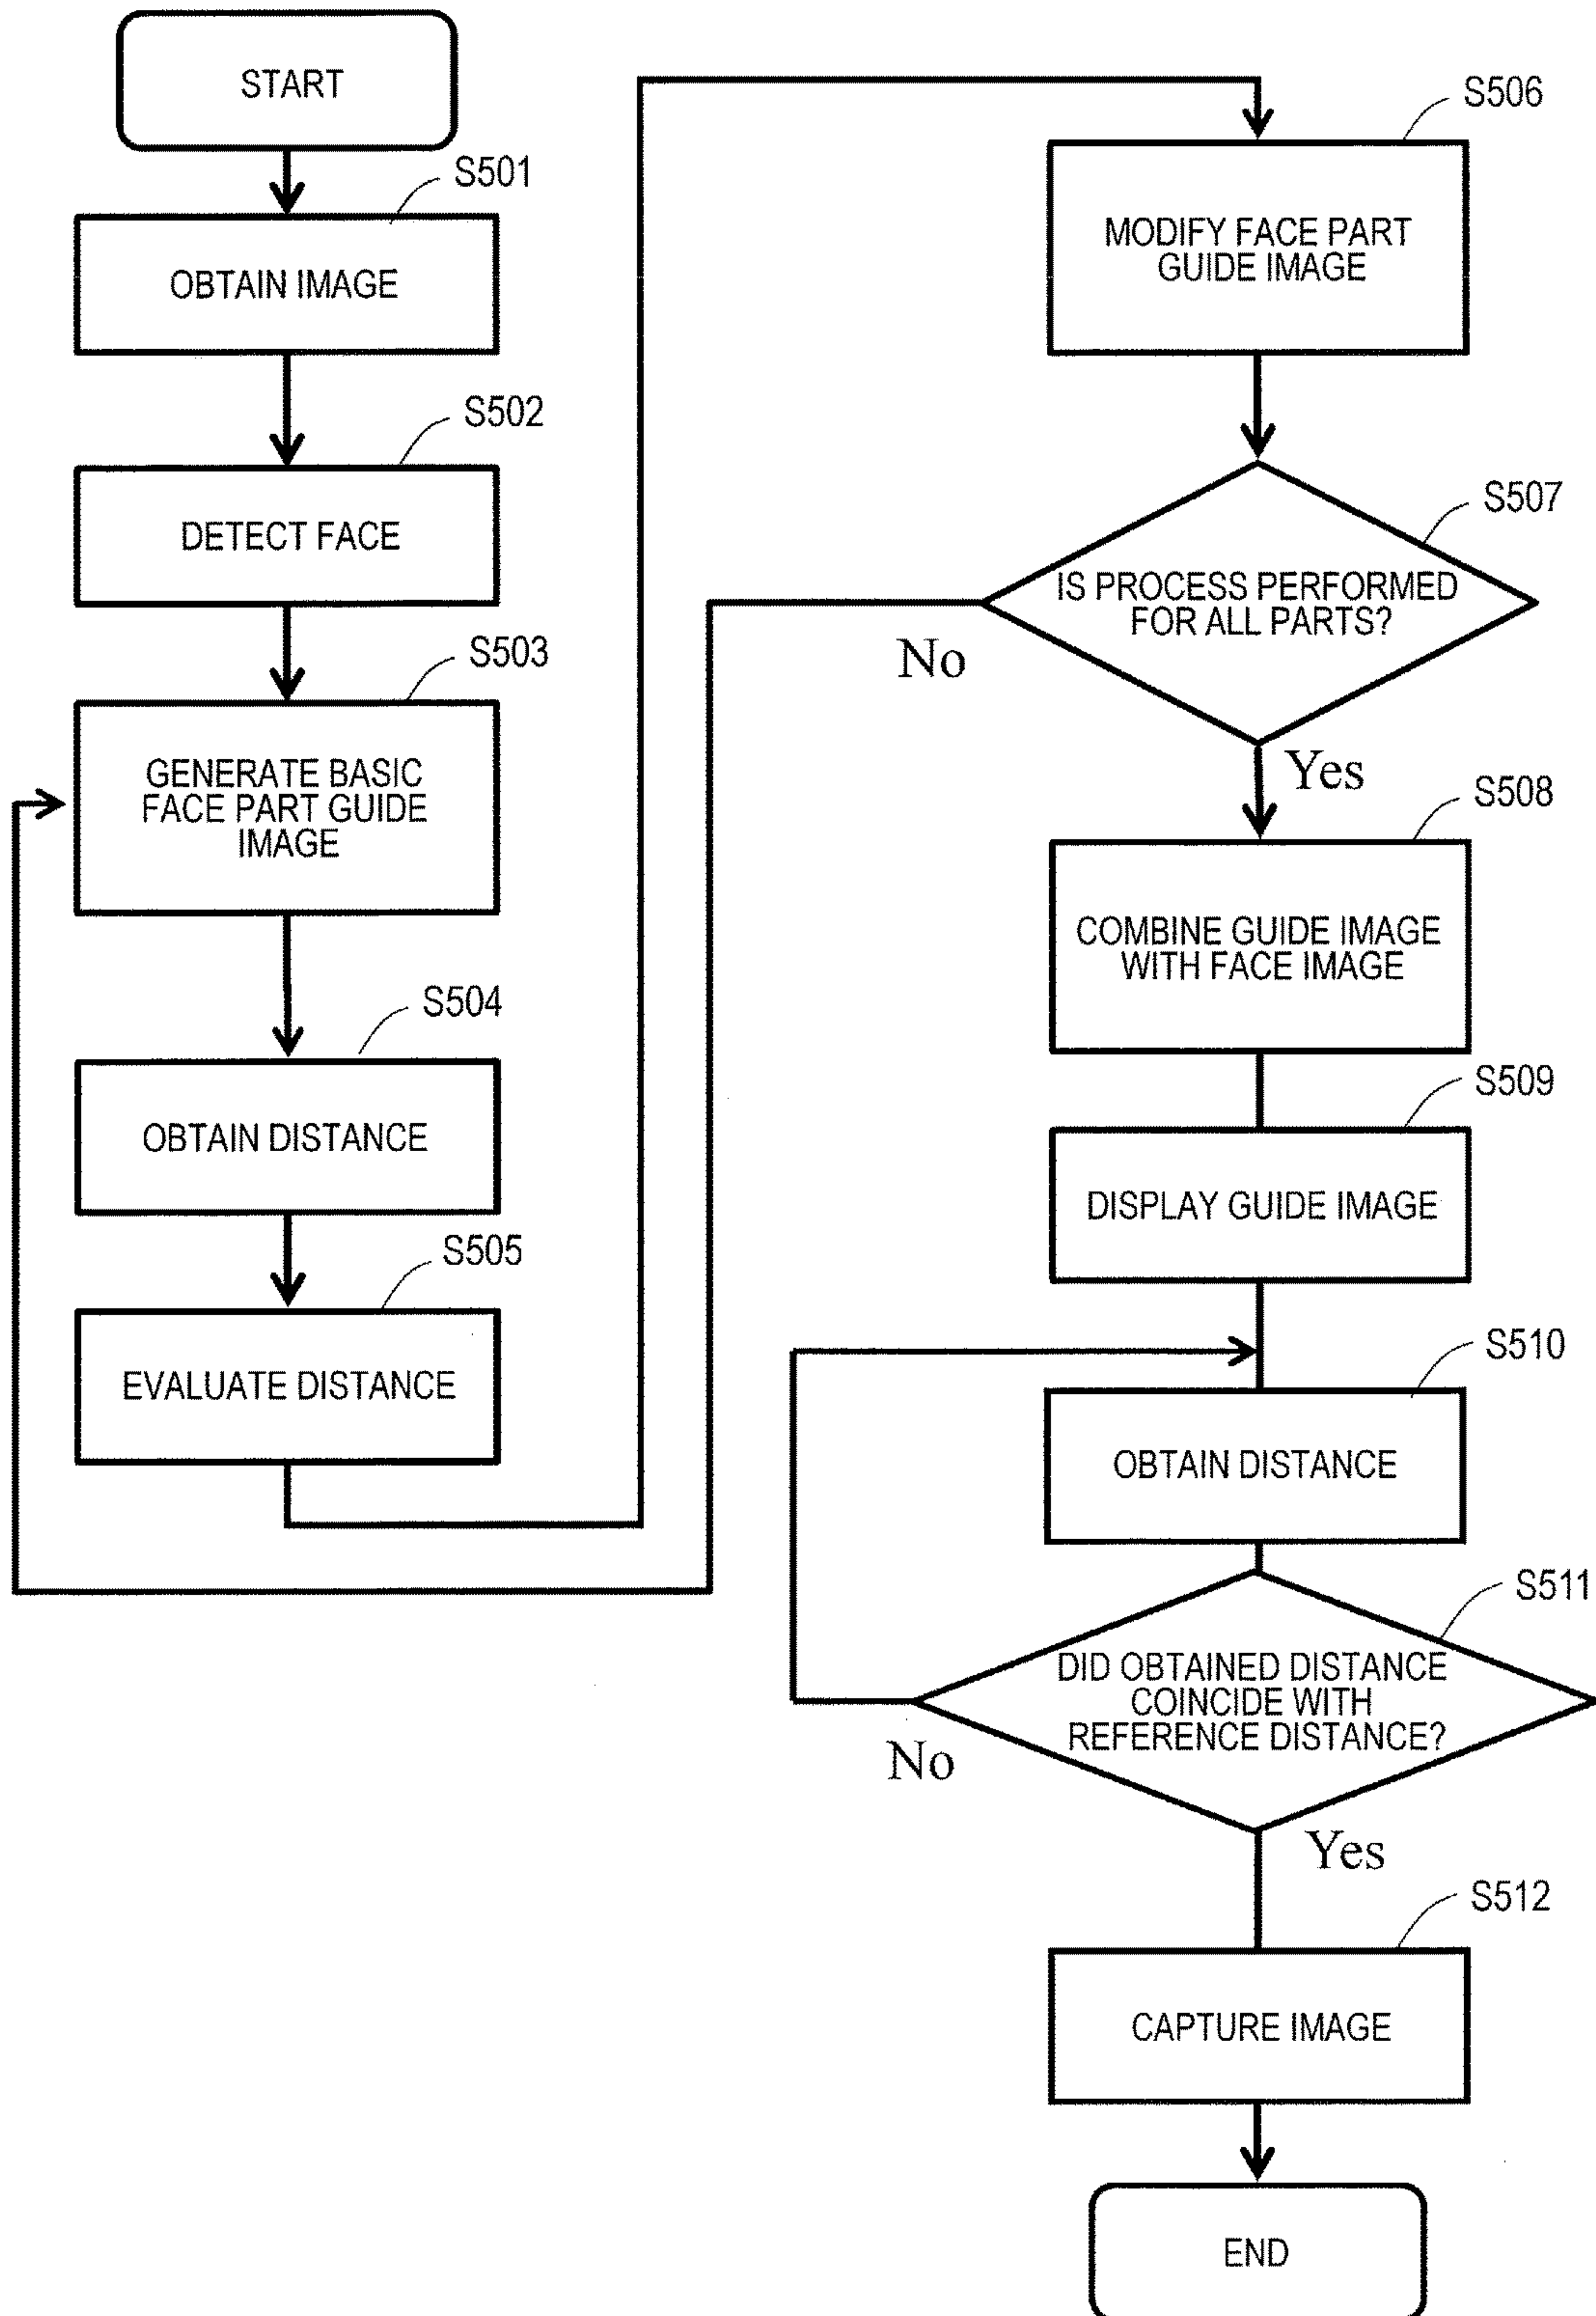 START
S501
OBTAIN IMAGE
S502
DETECT FACE
S503
GENERATE BASIC
FACE PART GUIDE
IMAGE
S504
OBTAIN DISTANCE
S505
EVALUATE DISTANCE
S506
MODIFY FACE PART
GUIDE IMAGE
S507
IS PROCESS PERFORMED
FOR ALL PARTS?
No
Yes
S508
COMBINE GUIDE IMAGE
WITH FACE IMAGE
S509
DISPLAY GUIDE IMAGE
S510
OBTAIN DISTANCE
S511
DID OBTAINED DISTANCE
COINCIDE WITH
REFERENCE DISTANCE?
No
Yes
S512
CAPTURE IMAGE
END